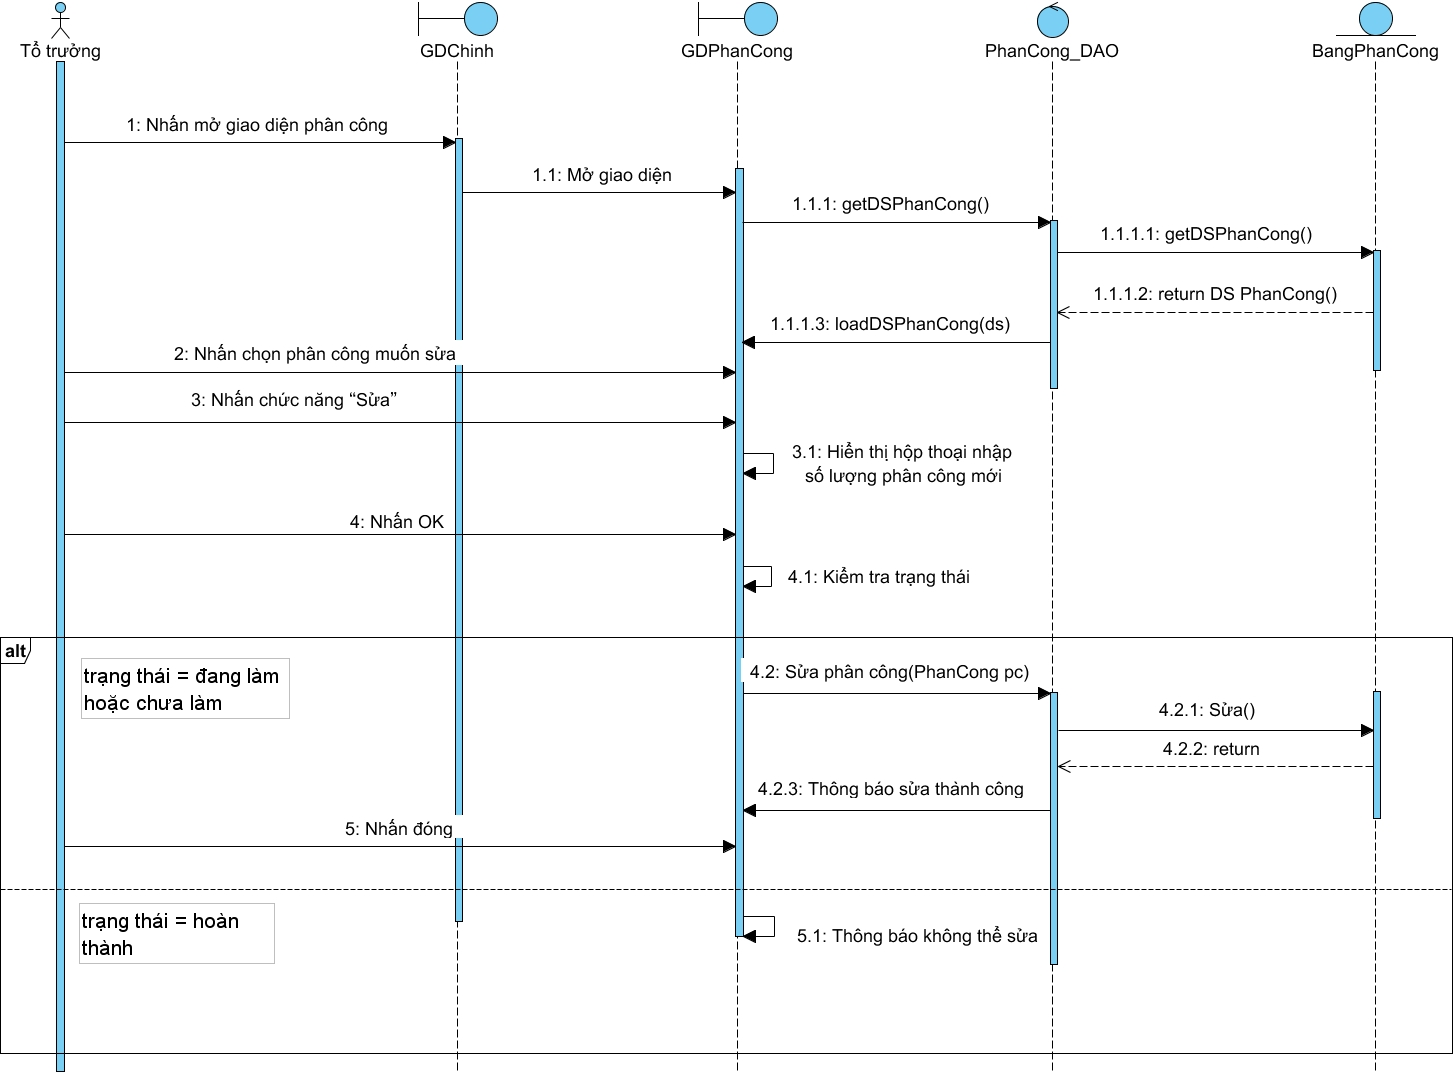 Tổ trưởng
GDChinh
GDPhanCong
PhanCong_DAO
BangPhanCong
1: Nhấn mở giao diện phân công
1.1: Mở giao diện
1.1.1: getDSPhanCong()
1.1.1.1: getDSPhanCong()
1.1.1.2: return DS PhanCong()
1.1.1.3: loadDSPhanCong(ds)
2: Nhấn chọn phân công muốn sửa
3: Nhấn chức năng “Sừa”
3.1: Hiển thị hộp thoại nhập
số lượng phân công mới
4: Nhấn OK
4.1: Kiểm tra trạng thái
alt
trạng thái = đang làm
hoặc chưa làm
4.2: Sửa phân công(PhanCong pc)
4.2.1: Sửa()
4.2.2: return
4.2.3: Thông báo sửa thành công
5: Nhấn đóng
trạng thái = hoàn
thành
5.1: Thông báo không thể sửa